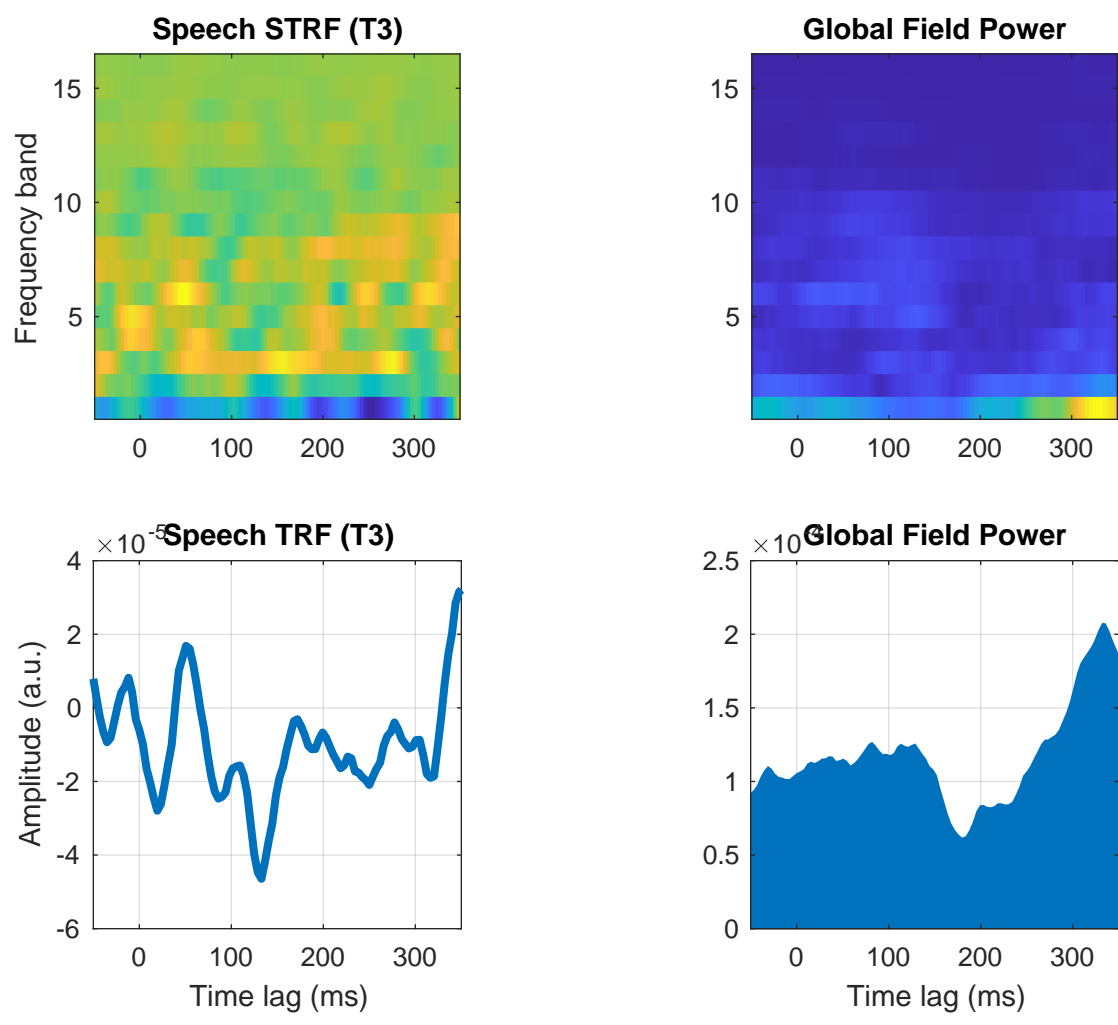 Speech STRF (T3)
Frequency band
15
10
5
0 100 200 300
Global Field Power
15
10
5
0 100 200 300
Speech TRF (T3)
×10-5
Amplitude (a.u.)
4
2
0
-2
-4
-6
0 100 200 300
Time lag (ms)
Global Field Power
×10-4
2.5
2
1.5
1
0.5
0
0 100 200 300
Time lag (ms)